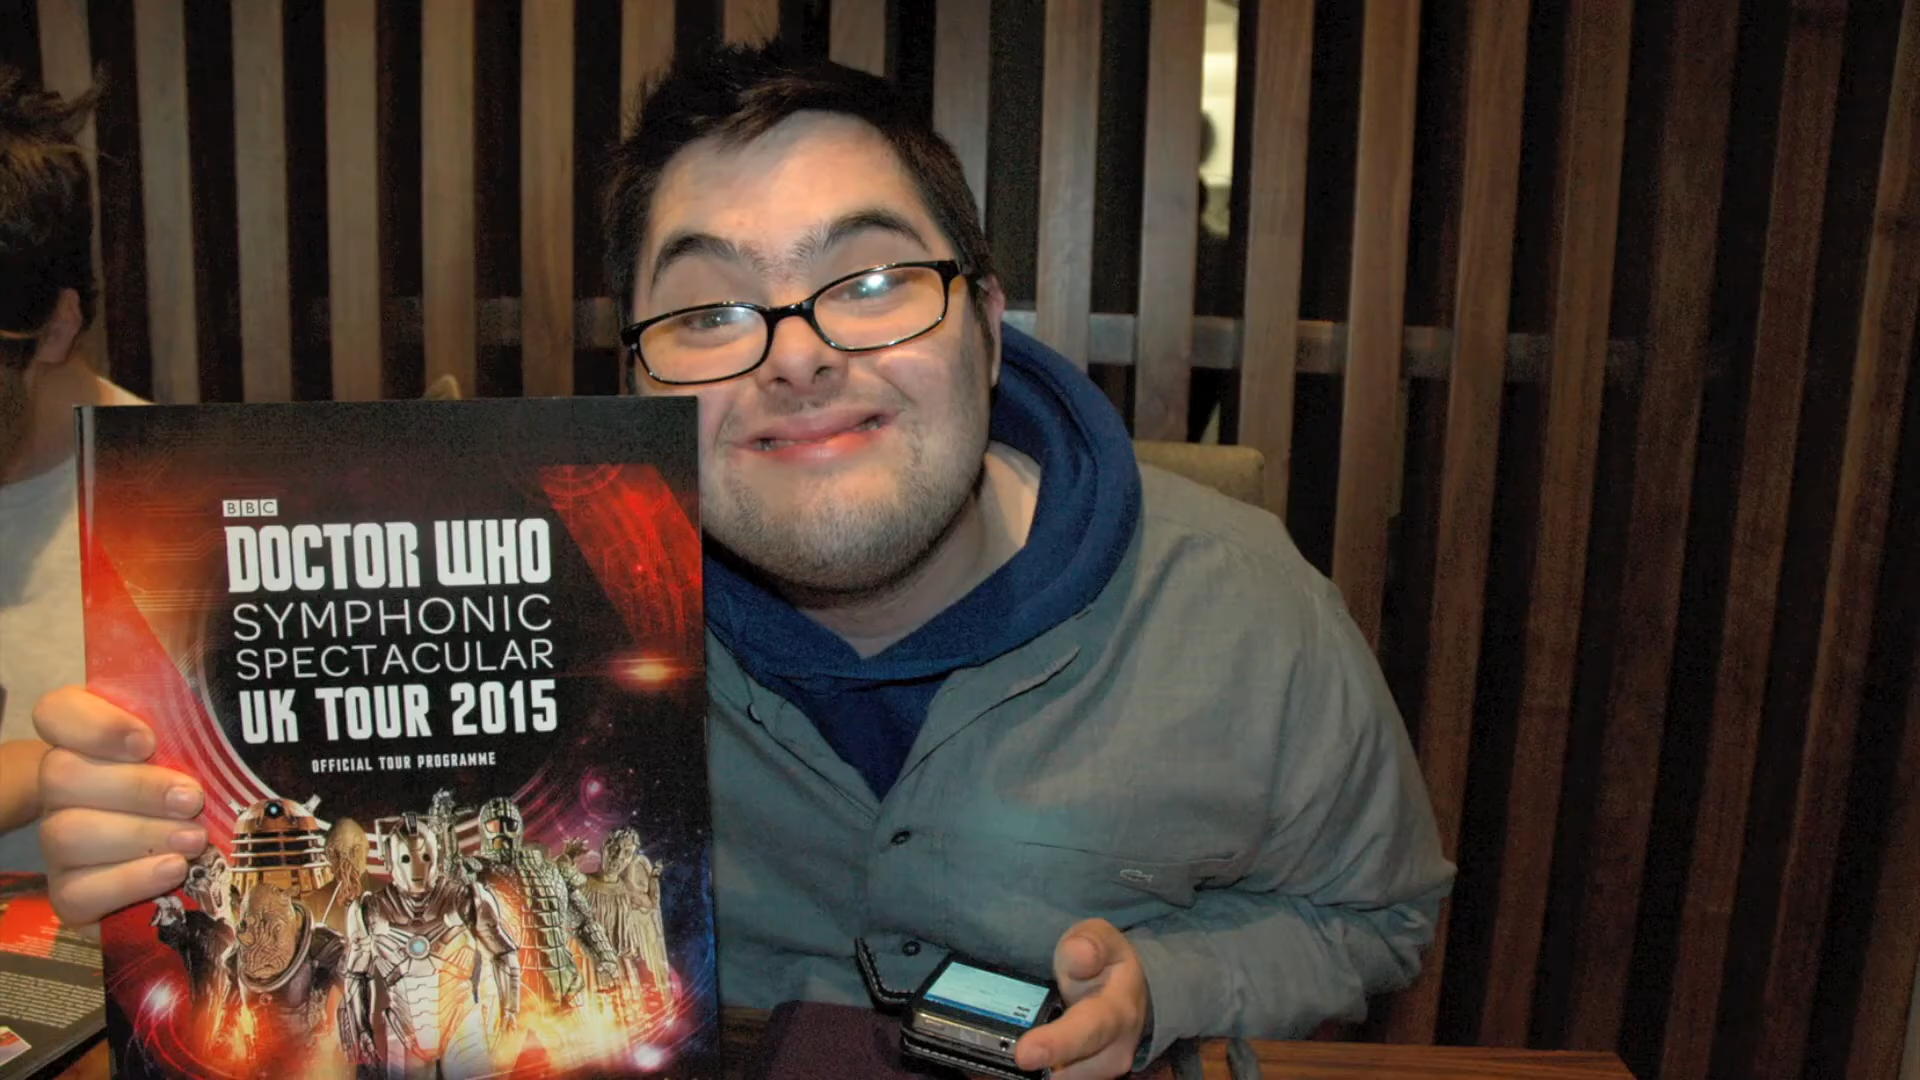 BBC
DOCTOR WHO
SYMPHONIC
SPECTACULAR
UK TOUR 2015
OFFICIAL TOUR PROGRAMME